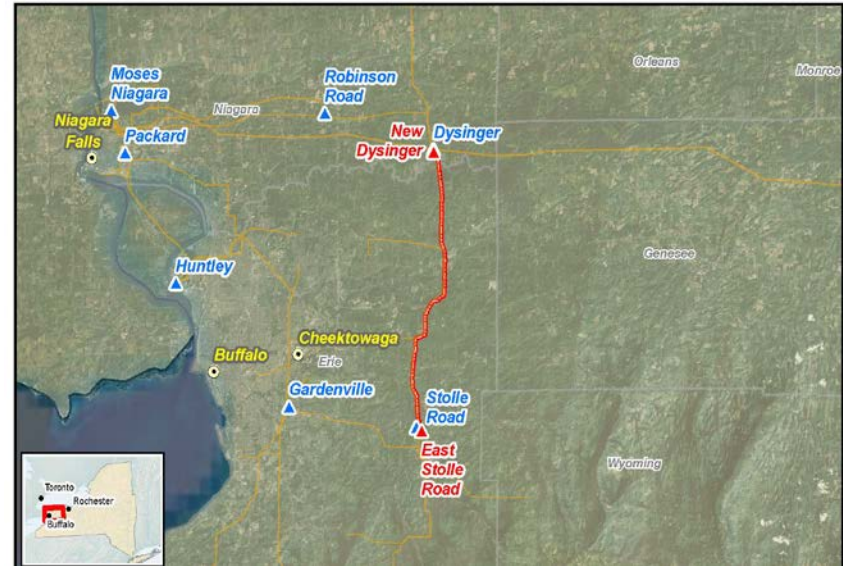 Orleans
Monroe
Moses
Niagara
Robinson
Road
Niagara
Niagara
Falls
Packard
New
Dysinger
Dysinger
Genesee
Huntley
Cheektowaga
Erie
Buffalo
Gardenville
Stolle
Road
East
Stolle
Road
Wyoming
Toronto
Rochester
Buffalo